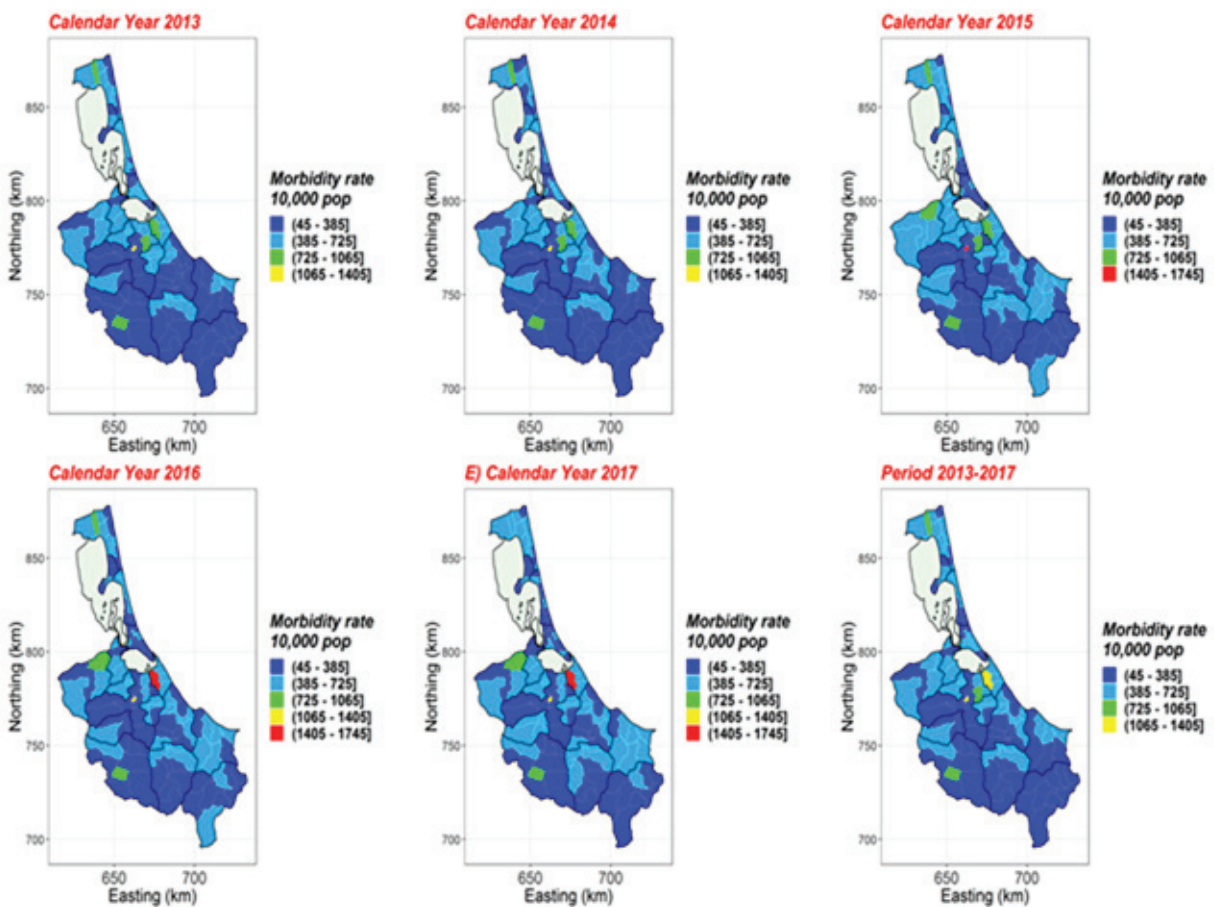 Calendar Year 2013
Northing (km)
850
800
750
700
650 700
Easting (km)
Morbidity rate
10,000 pop
(45 - 385]
(385 - 725]
(725 - 1065]
(1065 - 1405]
Calendar Year 2014
Northing (km)
850
800
750
700
650 700
Easting (km)
Morbidity rate
10,000 pop
(45 - 385]
(385 - 725]
(725 - 1065]
(1065 - 1405]
Calendar Year 2015
Northing (km)
850
800
750
700
650 700
Easting (km)
Morbidity rate
10,000 pop
(45 - 385]
(385 - 725]
(725 - 1065]
(1405 - 1745]
Calendar Year 2016
Northing (km)
850
800
750
700
650 700
Easting (km)
Morbidity rate
10,000 pop
(45 - 385]
(385 - 725]
(725 - 1065]
(1065 - 1405]
(1405 - 1745]
E) Calendar Year 2017
Northing (km)
850
800
750
700
650 700
Easting (km)
Morbidity rate
10,000 pop
(45 - 385]
(385 - 725]
(725 - 1065]
(1065 - 1405]
(1405 - 1745]
Period 2013-2017
Northing (km)
850
800
750
700
650 700
Easting (km)
Morbidity rate
10,000 pop
(45 - 385]
(385 - 725]
(725 - 1065]
(1065 - 1405]